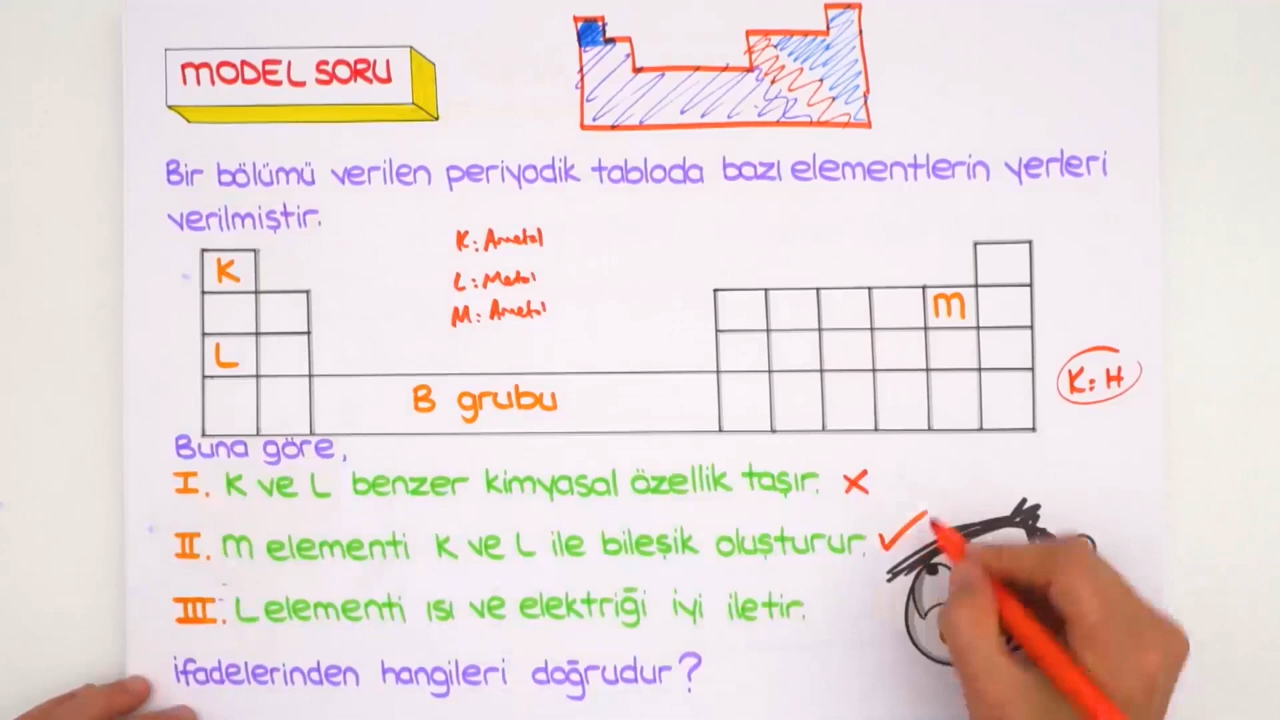 MODEL SORU
Bir bölümü verilen periyodik tabloda bazı elementlerin yerleri
verilmiştir.
K: Ametal
L: Metal
M: Ametal
K
M
L
K: H
B grubu
Buna göre,
I. K ve L benzer kimyasal özellik taşır. X
II. M elementi K ve L ile bileşik oluşturur. ✓
III. L elementi ısı ve elektriği iyi iletir.
ifadelerinden hangileri doğrudur?